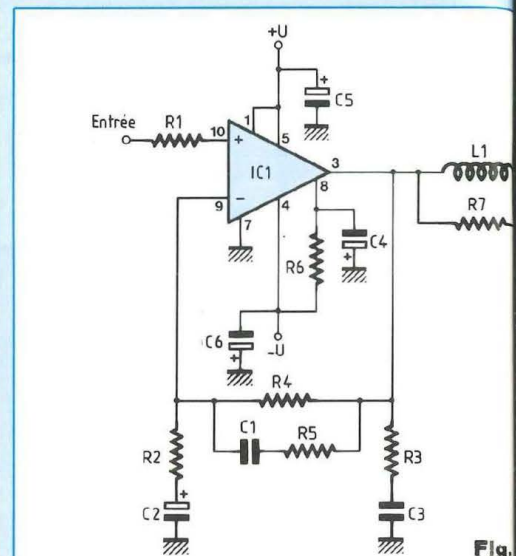 +U
+
C5
Entrée
R1
10
+
1
5
IC1
3
L1
8
R7
9
-
4
7
R6
C4
+
C6
+
-U
R4
C1
R5
R2
R3
+
C2
C3
Fig.